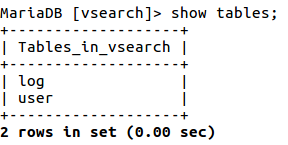 MariaDB [vsearch]> show tables;
+-------------------+
| Tables_in_vsearch |
+-------------------+
| log               |
| user              |
+-------------------+
2 rows in set (0.00 sec)